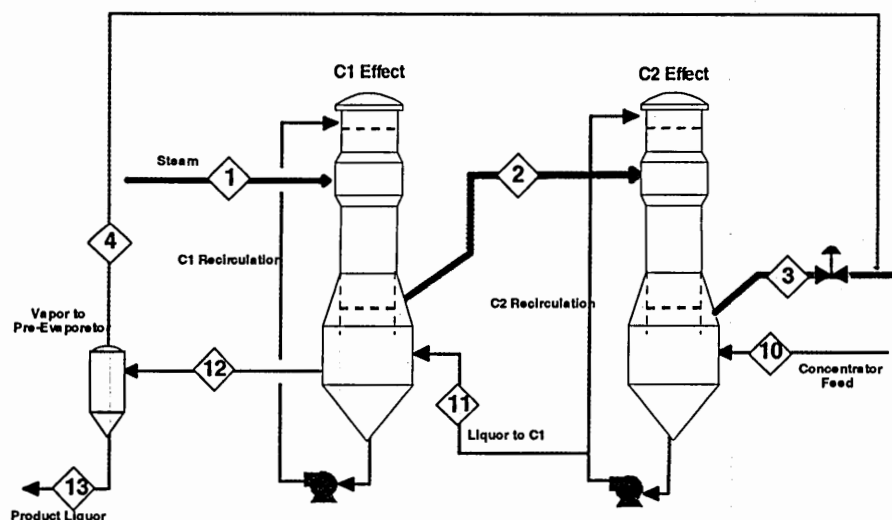 C1 Effect
C2 Effect
Steam
1
2
4
C1 Recirculation
3
C2 Recirculation
Vapor to
Pre-Evaporator
12
10
Concentrator
Feed
11
Liquor to C1
13
Product Liquor